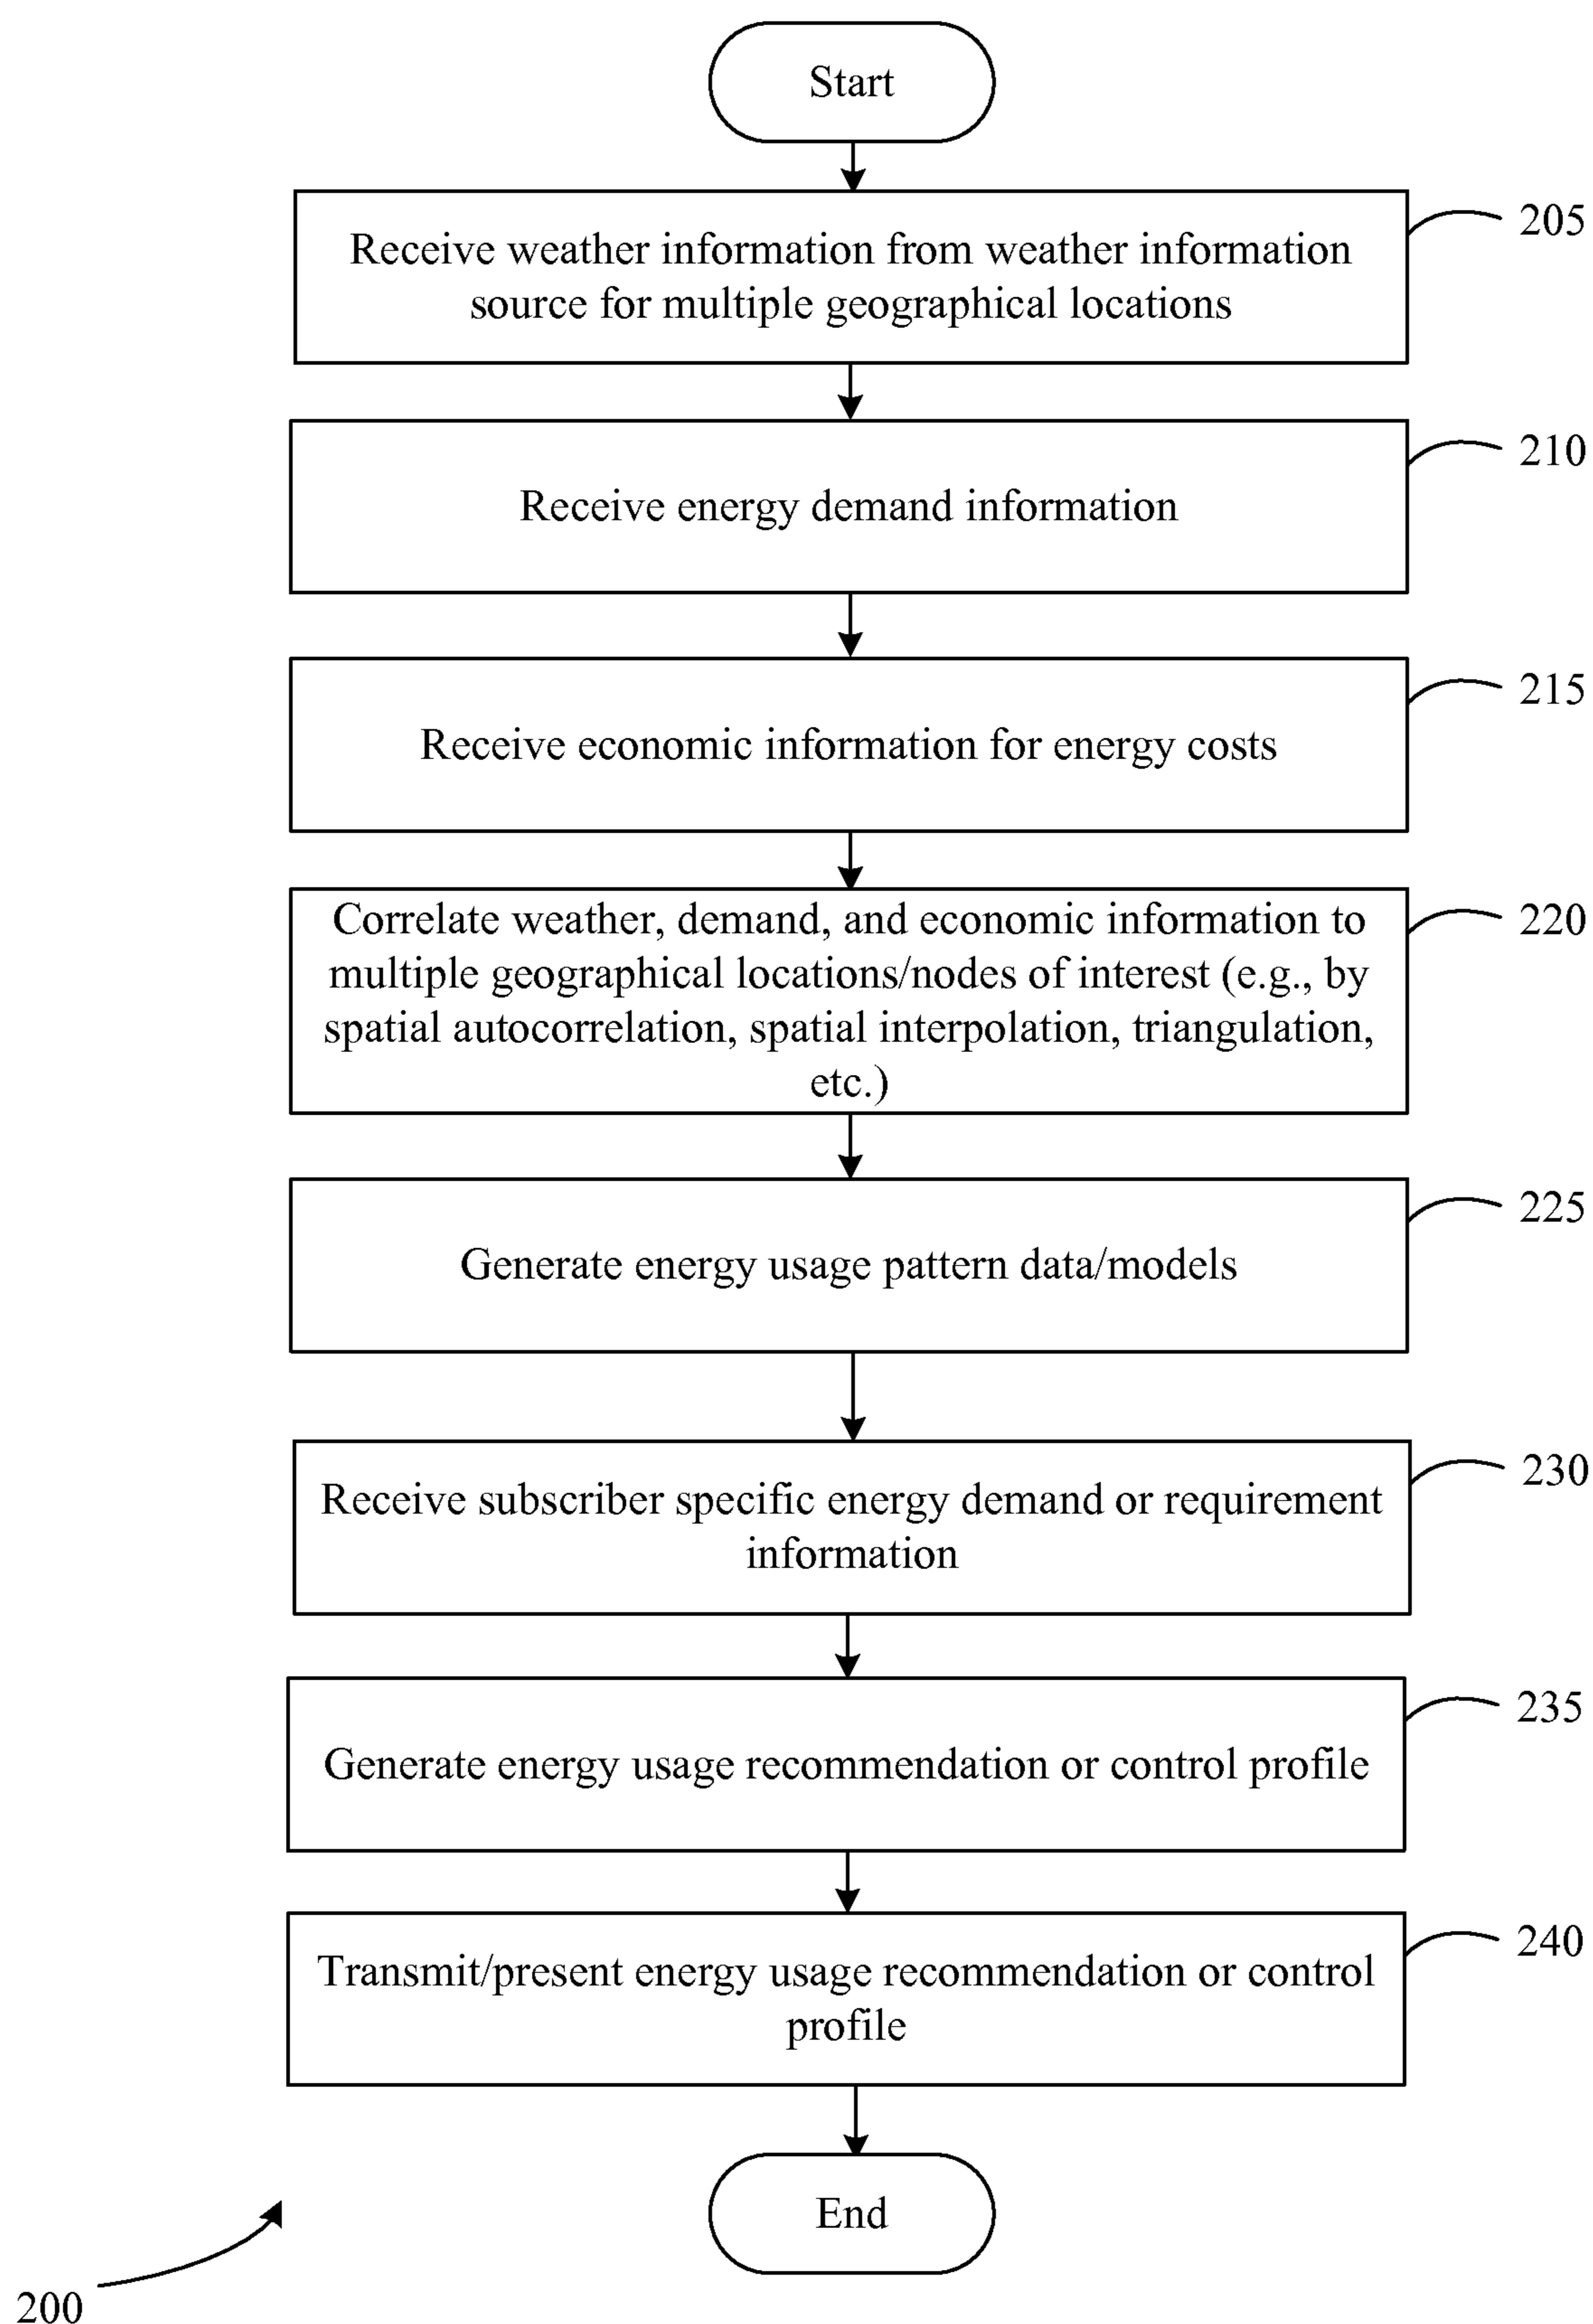 Start
Receive weather information from weather information
source for multiple geographical locations
205
Receive energy demand information
210
Receive economic information for energy costs
215
Correlate weather, demand, and economic information to
multiple geographical locations/nodes of interest (e.g., by
spatial autocorrelation, spatial interpolation, triangulation,
etc.)
220
Generate energy usage pattern data/models
225
Receive subscriber specific energy demand or requirement
information
230
Generate energy usage recommendation or control profile
235
Transmit/present energy usage recommendation or control
profile
240
End
200